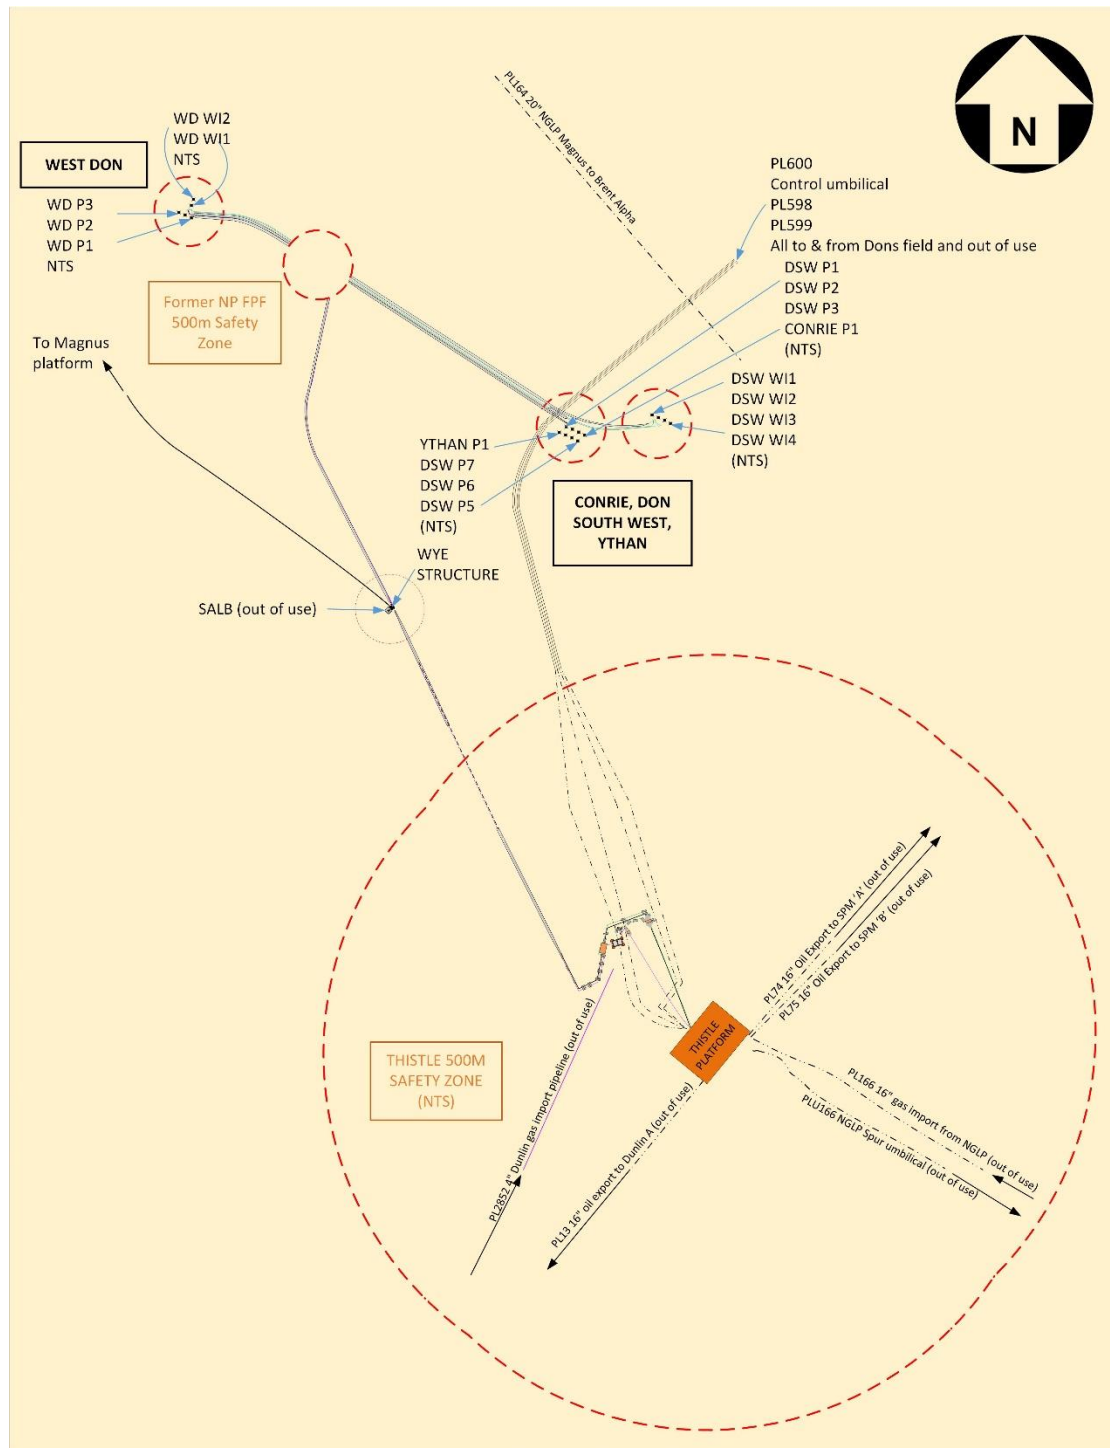 N
PL164 20" NGLP Magnus to Brent Alpha
WD WI2
WD WI1
NTS
WEST DON
WD P3
WD P2
WD P1
NTS
Former NP FPF
500m Safety
Zone
To Magnus
platform
PL600
Control umbilical
PL598
PL599
All to & from Dons field and out of use
DSW P1
DSW P2
DSW P3
CONRIE P1
(NTS)
DSW WI1
DSW WI2
DSW WI3
DSW WI4
(NTS)
YTHAN P1
DSW P7
DSW P6
DSW P5
(NTS)
CONRIE, DON
SOUTH WEST,
YTHAN
WYE
STRUCTURE
SALB (out of use)
PL74 16" Oil Export to SPM 'A' (out of use)
PL75 16" Oil Export to SPM 'B' (out of use)
THISTLE
PLATFORM
THISTLE 500M
SAFETY ZONE
(NTS)
PL2852 4" Dunlin gas import pipeline (out of use)
PL13 16" oil export to Dunlin A (out of use)
PL166 16" gas import from NGLP (out of use)
PLU166 NGLP Spur umbilical (out of use)